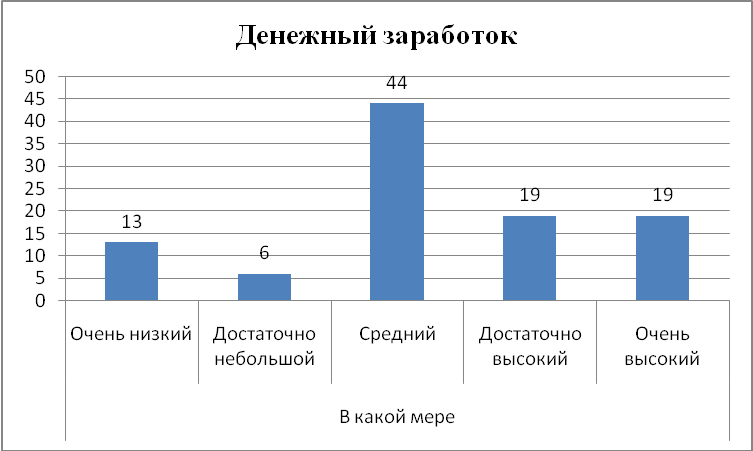 Денежный заработок
50
45
40
35
30
25
20
15
10
5
0
13
6
44
19
19
Очень низкий
Достаточно
небольшой
Средний
Достаточно
высокий
Очень
высокий
В какой мере